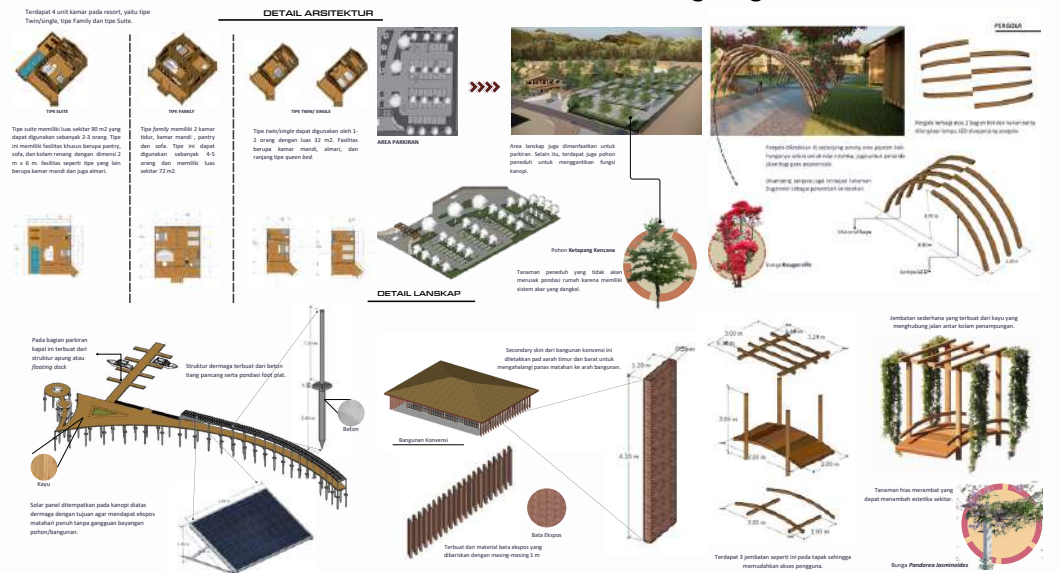 DETAIL ARSITEKTUR
Terdapat 4 unit kamar pada resort, yaitu tipe
Twin/single, tipe Family dan tipe Suite.
TIPE SUITE
TIPE FAMILY
TIPE TWIN/ SINGLE
Tipe suite memiliki luas sekitar 90 m2 yang
dapat digunakan sebanyak 2-3 orang. Tipe
ini memiliki fasilitas khusus berupa pantry,
sofa, dan kolam renang dengan dimensi 2
m x 6 m. fasilitas seperti tipe yang lain
berupa kamar mandi dan juga almari.
Tipe family memiliki 2 kamar
tidur, kamar mandi , pantry
dan sofa. Tipe ini dapat
digunakan sebanyak 4-5
orang dan memiliki luas
sekitar 72 m2.
Tipe twin/single dapat digunakan oleh 1-
2 orang dengan luas 32 m2. Fasilitas
berupa kamar mandi, almari, dan
ranjang tipe queen bed.
AREA PARKIRAN
Area lanskap juga dimanfaatkan untuk
parkiran. Selain itu, terdapat juga pohon
peneduh untuk menggantikan fungsi
kanopi.
Pohon Ketapang Kencana
Tanaman peneduh yang tidak akan
merusak pondasi rumah karena memiliki
sistem akar yang dangkal.
PERGOLA
DETAIL LANSKAP
Pada bagian parkiran
kapal ini terbuat dari
struktur apung atau
floating dock
Struktur dermaga terbuat dari beton
tiang pancang serta pondasi foot plat.
Beton
Kayu
Solar panel ditempatkan pada kanopi diatas
dermaga dengan tujuan agar mendapat ekspos
matahari penuh tanpa gangguan bayangan
pohon/bangunan.
Secondary skin dari bangunan konvensi ini
diletakkan pad aarah timur dan barat untuk
mengahalangi panas matahari ke arah bangunan.
Bangunan Konvensi
Bata Ekspos
Terbuat dari material bata ekspos yang
dibariskan dengan masing-masing 1 m
Terdapat 3 jembatan seperti ini pada tapak sehingga
memudahkan akses pengguna.
Jembatan sederhana yang terbuat dari kayu yang
menghubung jalan antar kolam penampungan.
Tanaman hias merambat yang
dapat menambah estetika sekitar.
Bunga Pandorea Jasminoides